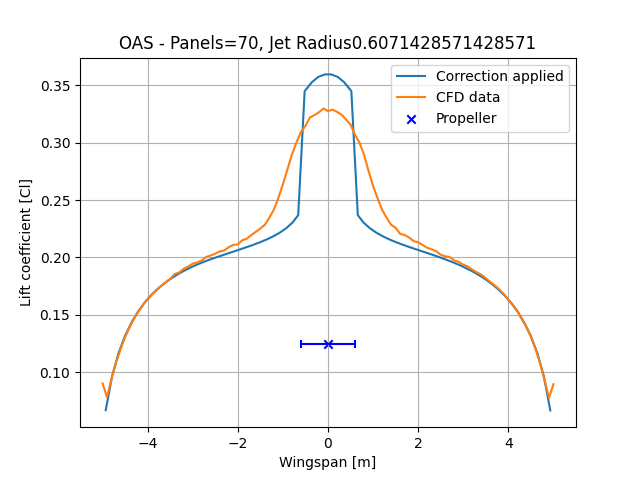 OAS - Panels=70, Jet Radius0.6071428571428571
Correction applied
CFD data
Propeller
Lift coefficient [Cl]
0.35
0.30
0.25
0.20
0.15
0.10
−4 −2 0 2 4
Wingspan [m]